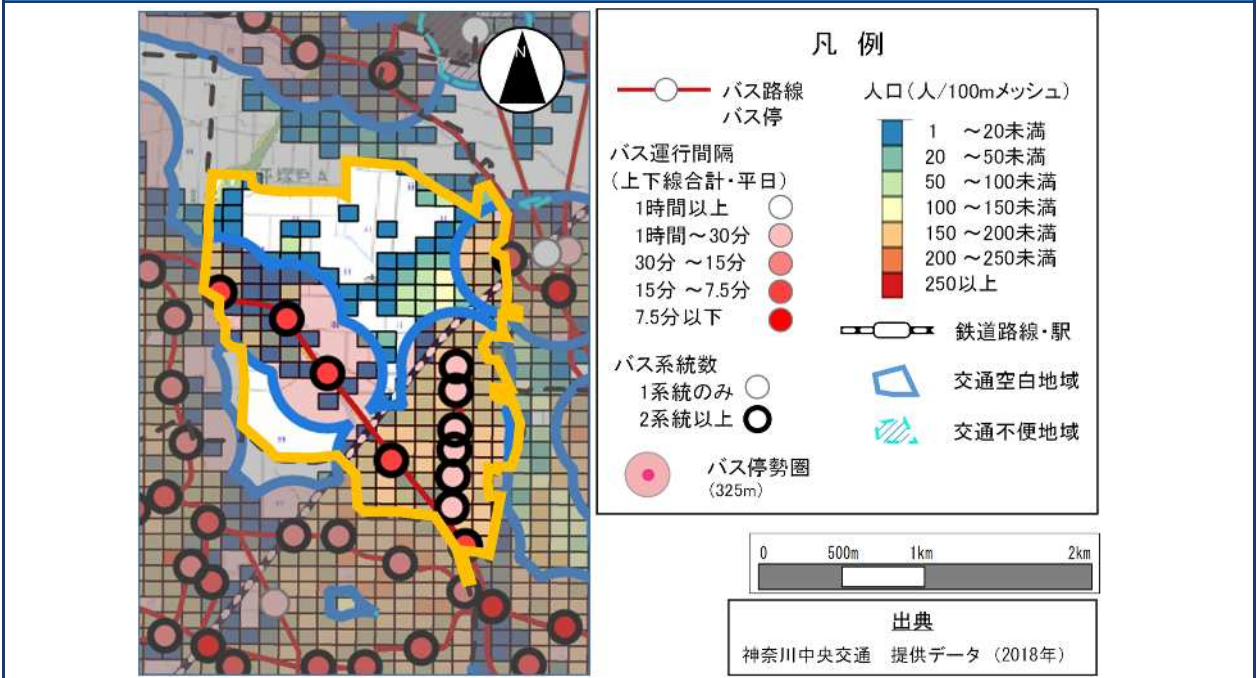 N
平塚P.A
凡 例
バス路線
バス停
バス運行間隔
(上下線合計・平日)
1時間以上
1時間~30分
30分 ~15分
15分 ~7.5分
7.5分以下
バス系統数
1系統のみ
2系統以上
バス停勢圏
(325m)
人口(人/100mメッシュ)
1 ~20未満
20 ~50未満
50 ~100未満
100 ~150未満
150 ~200未満
200 ~250未満
250以上
鉄道路線・駅
交通空白地域
交通不便地域
0 500m 1km 2km
出典
神奈川中央交通 提供データ (2018年)